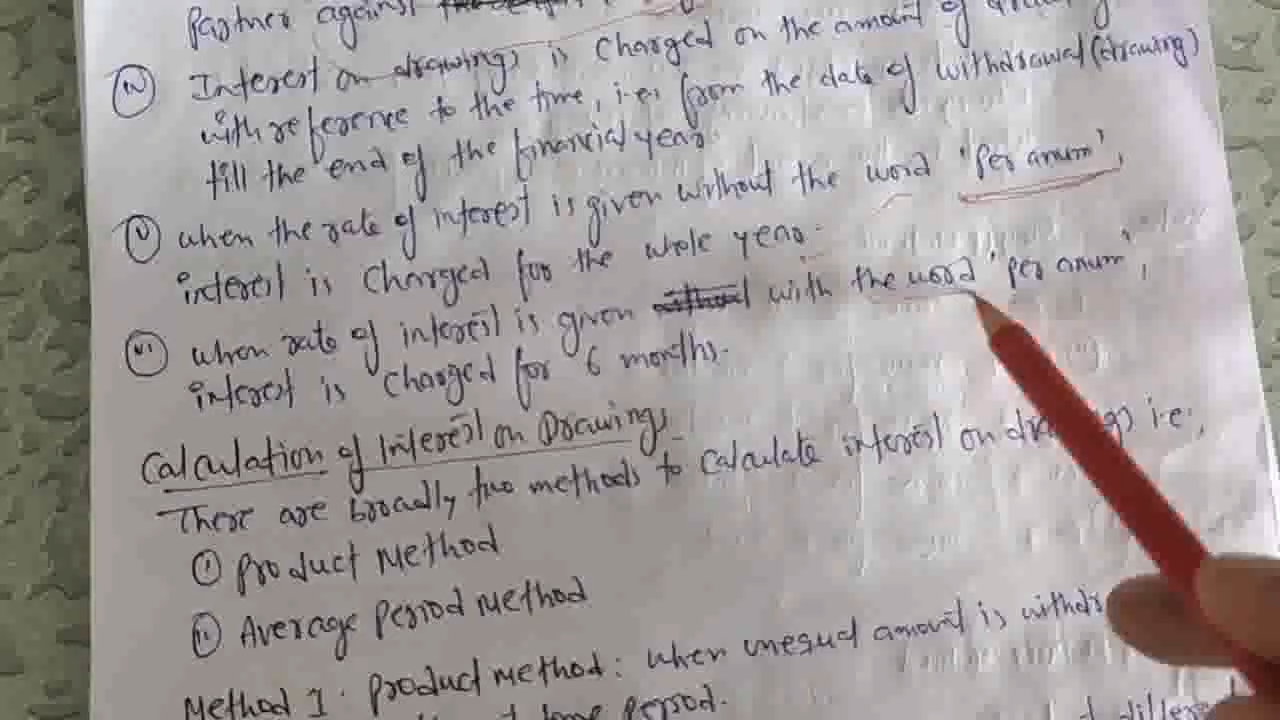 Partner against
(iv) Interest on drawings is charged on the amount of
with reference to the time, i.e, from the date of withdrawal (drawing)
till the end of the financial year.
(v) when the rate of interest is given without the word 'Per anum',
interest is charged for the whole year.
(vi) when rate of interest is given with the word 'per anum',
interest is charged for 6 months.
Calculation of Interest on Drawings
There are broadly two methods to calculate interest on drawings i.e,
(i) Product Method
(ii) Average Period Method
Method 1 : Product method : when unequal amount is
time period.